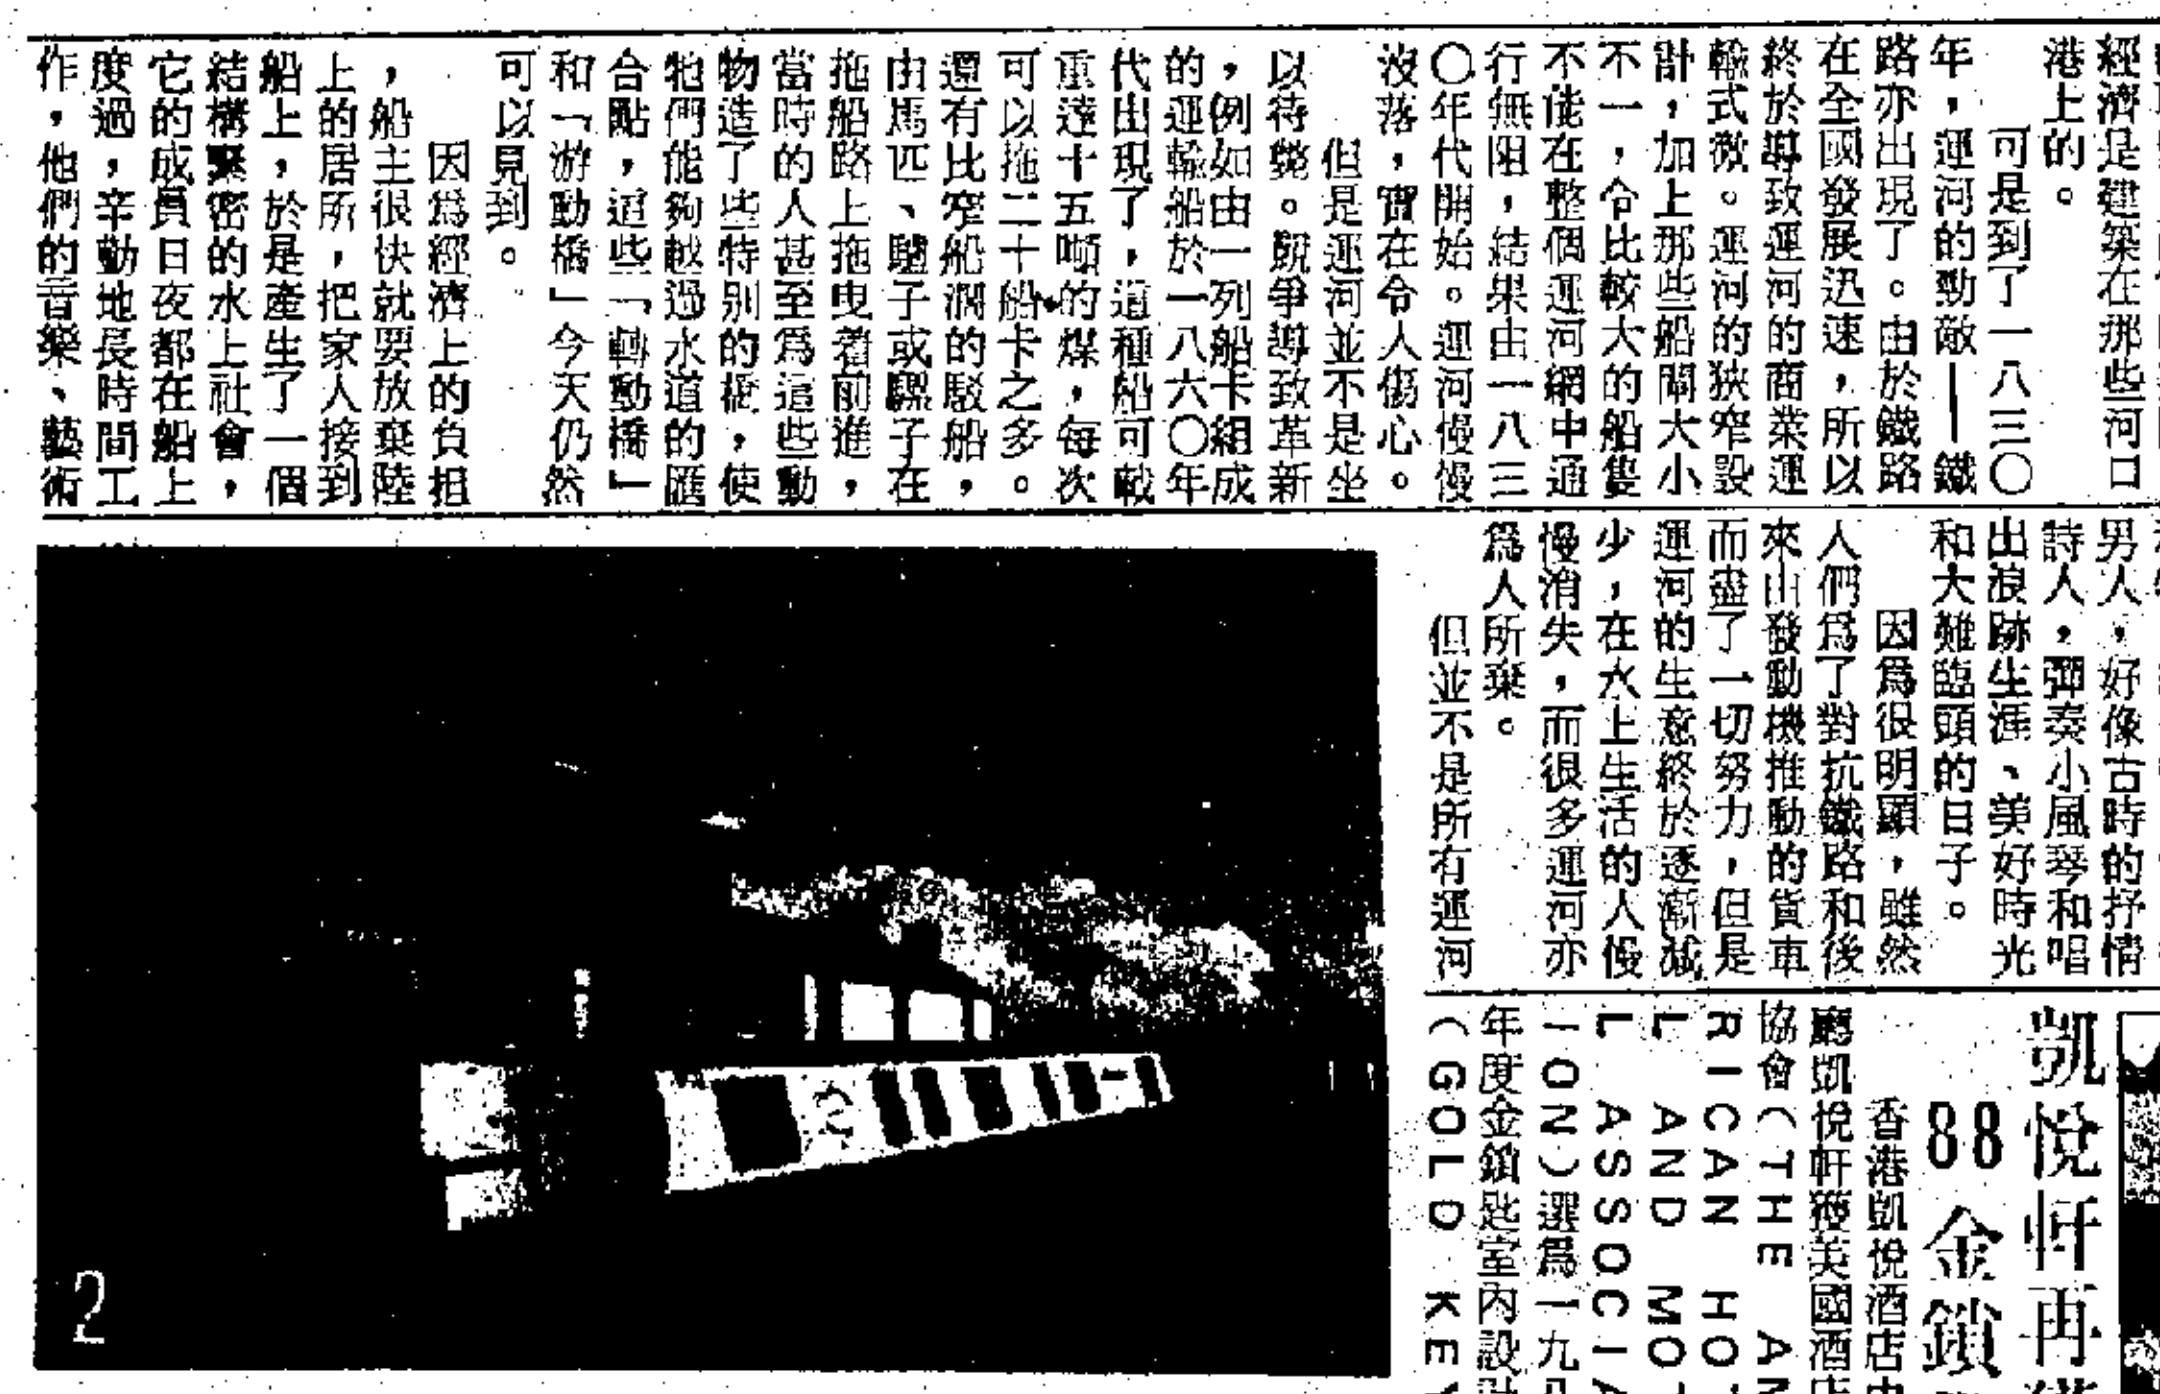 經濟是建築在那些河口
港上的。
可是到了一八三〇
年，運河的勁敵——鐵
路亦出現了。由於鐵路
在全國發展迅速，所以
終於導致運河的商業運
輸式微。運河的狹窄設
計，加上那些船閘大小
不一，令比較大的船隻
不能在整個運河網中通
行無阻，結果由一八三
〇年代開始。運河慢慢
沒落，實在令人傷心。
但是運河並不是坐
以待斃。競爭導致革新
，例如由一列船卡組成
的運輸船於一八六〇年
代出現了，這種船可載
重達十五噸的煤，每次
可以拖二十船卡之多。
還有比窄船濶的駁船，
由馬匹、驢子或騾子在
拖船路上拖曳着前進，
當時的人甚至爲這些動
物造了些特別的橋，使
牠們能夠越過水道的匯
合點，這些「轉動橋」
和「游動橋」今天仍然
可以見到。
因爲經濟上的負担
，船主很快就要放棄陸
上的居所，把家人接到
船上，於是產生了一個
結構緊密的水上社會，
它的成員日夜都在船上
度過，辛勤地長時間工
作，他們的音樂、藝術
男人，好像古時的抒情
詩人，彈奏小風琴和唱
出浪跡生涯、美好時光
和大難臨頭的日子。
因爲很明顯，雖然
人們爲了對抗鐵路和後
來由發動機推動的貨車
而盡了一切努力，但是
運河的生意終於逐漸減
少，在水上生活的人慢
慢消失，而很多運河亦
爲人所棄。
但並不是所有運河
凱悅軒再
88金鎖
香港凱悅酒店
廳凱悅軒獲美國酒店
協會（THE AM
RICAN HOT
L AND MOT
L ASSOCIA
ION）選爲一九八
年度金鎖匙室內設計
（GOLD KEY
2